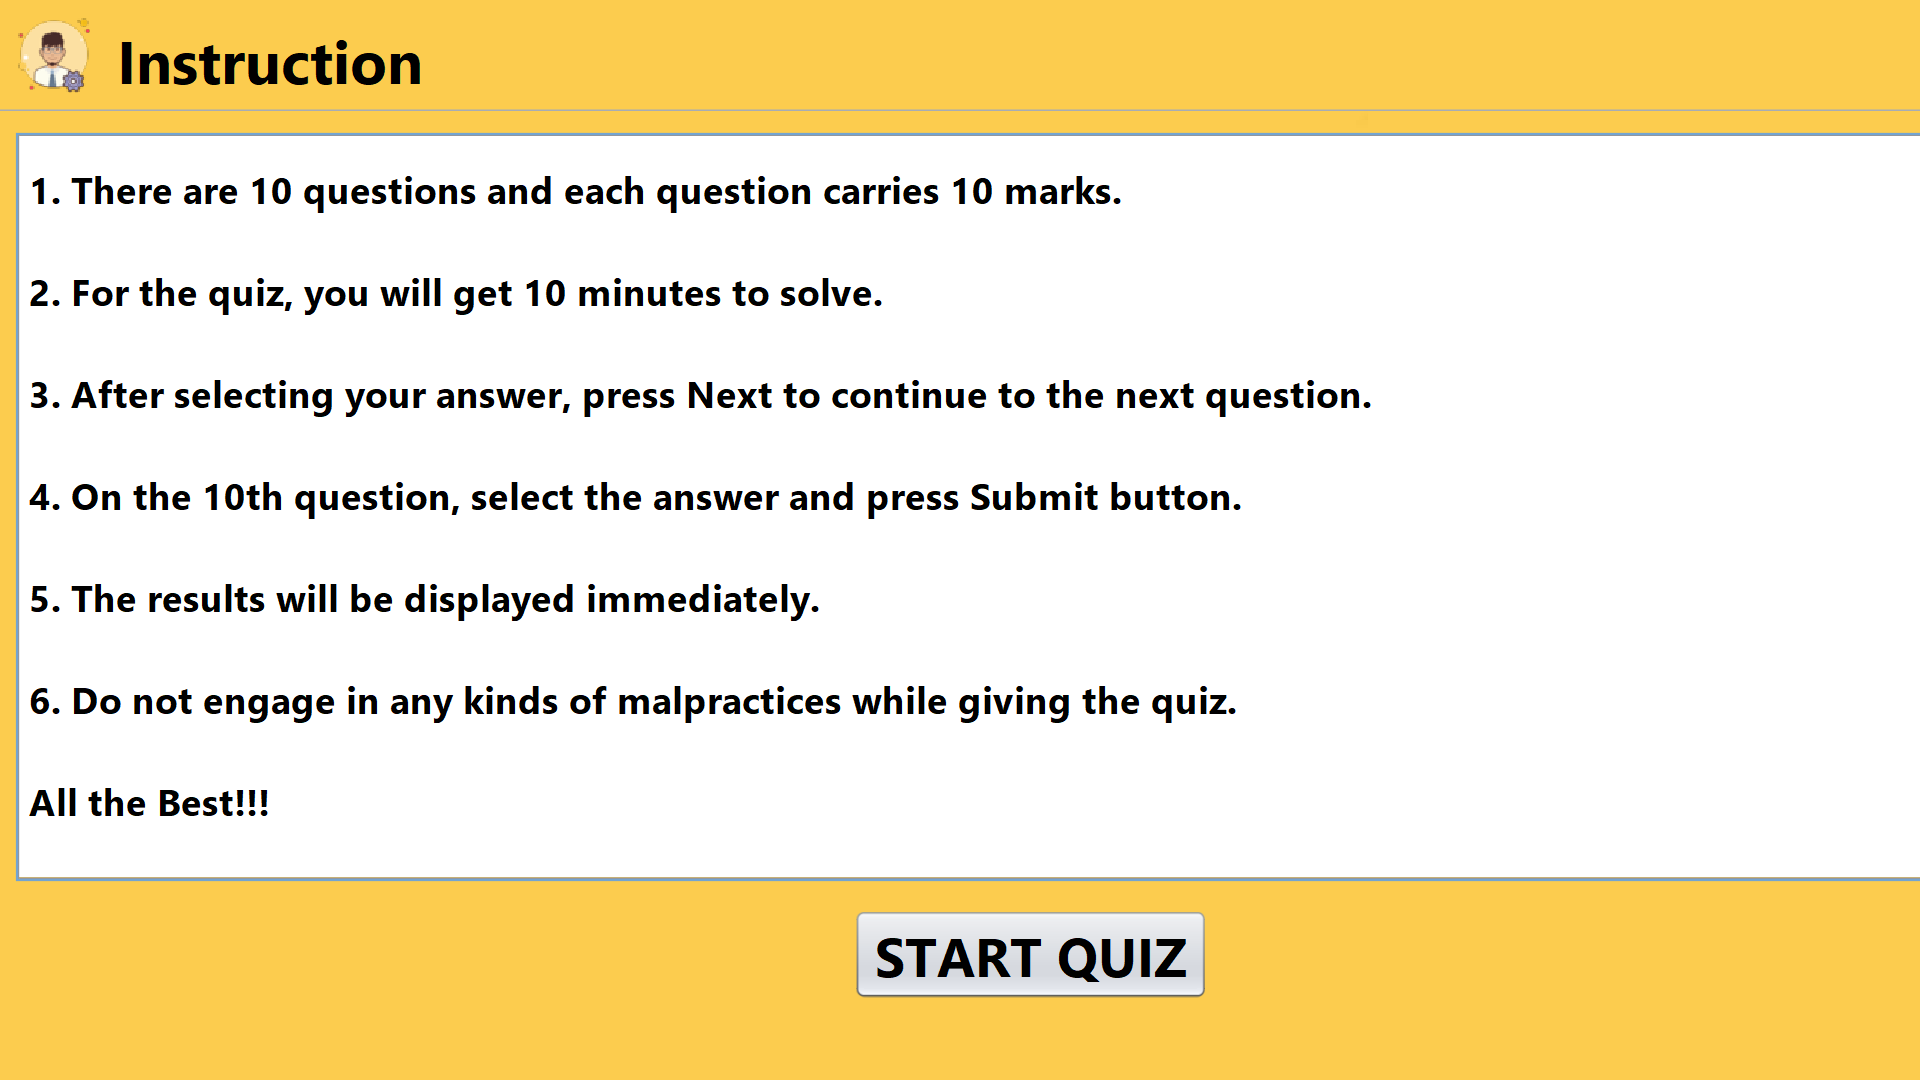 Instruction
1. There are 10 questions and each question carries 10 marks.
2. For the quiz, you will get 10 minutes to solve.
3. After selecting your answer, press Next to continue to the next question.
4. On the 10th question, select the answer and press Submit button.
5. The results will be displayed immediately.
6. Do not engage in any kinds of malpractices while giving the quiz.
All the Best!!!
START QUIZ